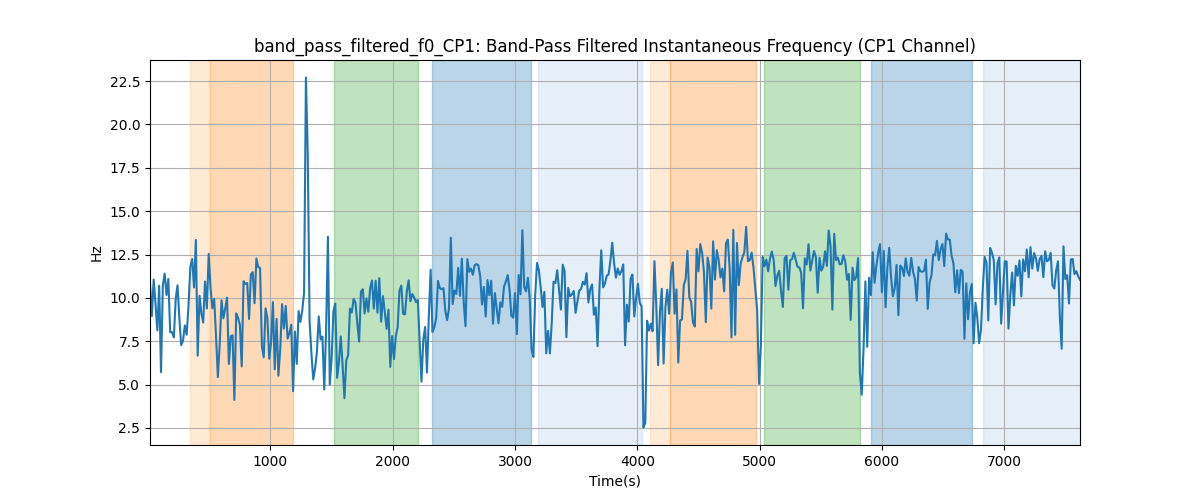 band_pass_filtered_f0_CP1: Band-Pass Filtered Instantaneous Frequency (CP1 Channel)
22.5
20.0
17.5
15.0
12.5
10.0
7.5
5.0
2.5
Hz
1000 2000 3000 4000 5000 6000 7000
Time(s)